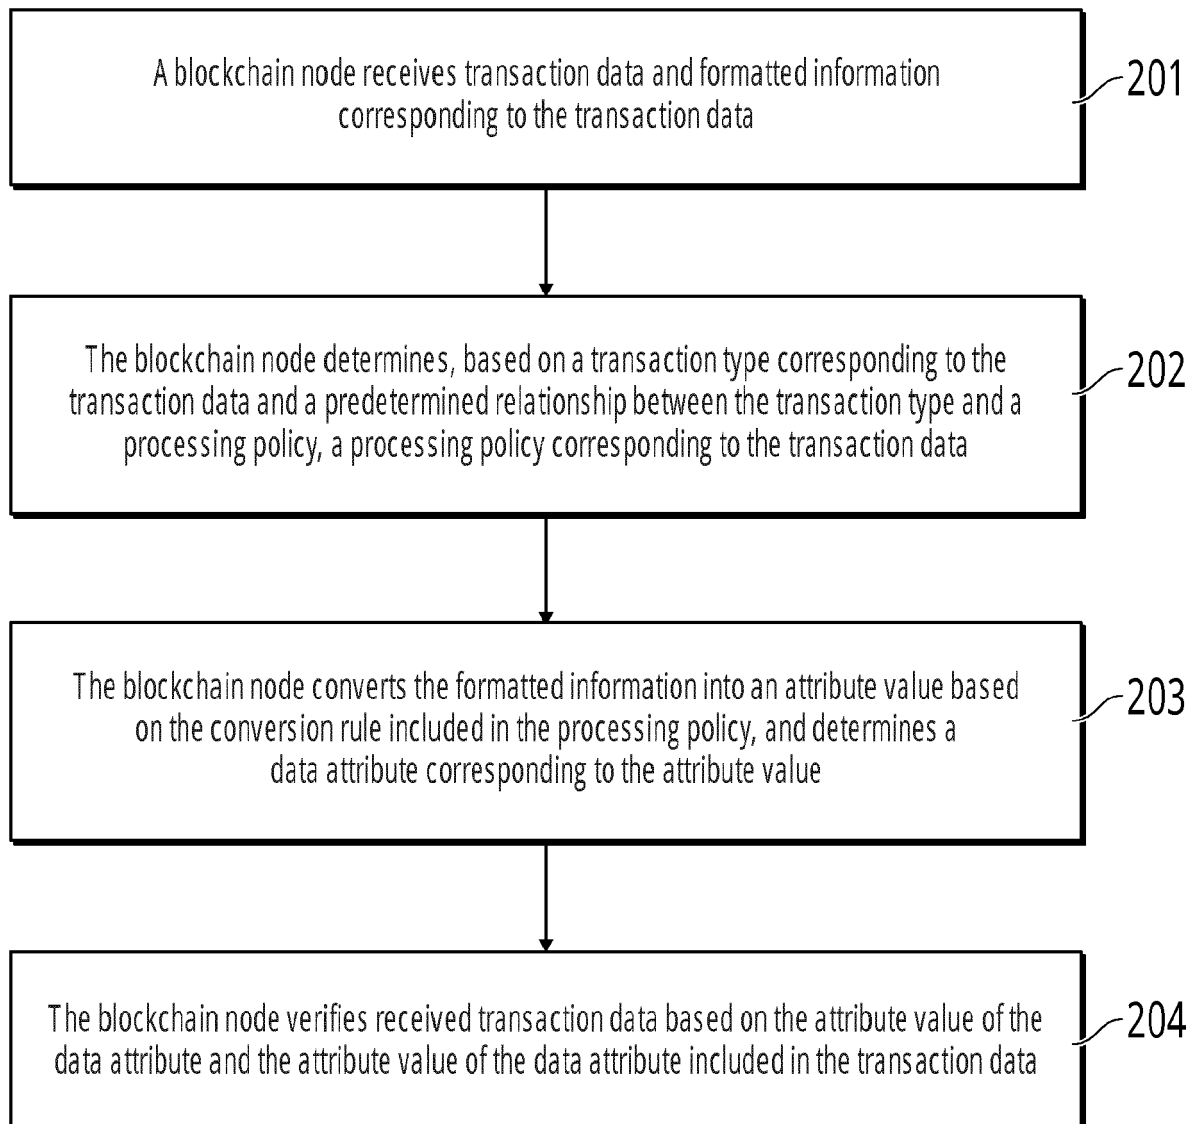 A blockchain node receives transaction data and formatted information
corresponding to the transaction data
201
The blockchain node determines, based on a transaction type corresponding to the
transaction data and a predetermined relationship between the transaction type and a
processing policy, a processing policy corresponding to the transaction data
202
The blockchain node converts the formatted information into an attribute value based
on the conversion rule included in the processing policy, and determines a
data attribute corresponding to the attribute value
203
The blockchain node verifies received transaction data based on the attribute value of the
data attribute and the attribute value of the data attribute included in the transaction data
204